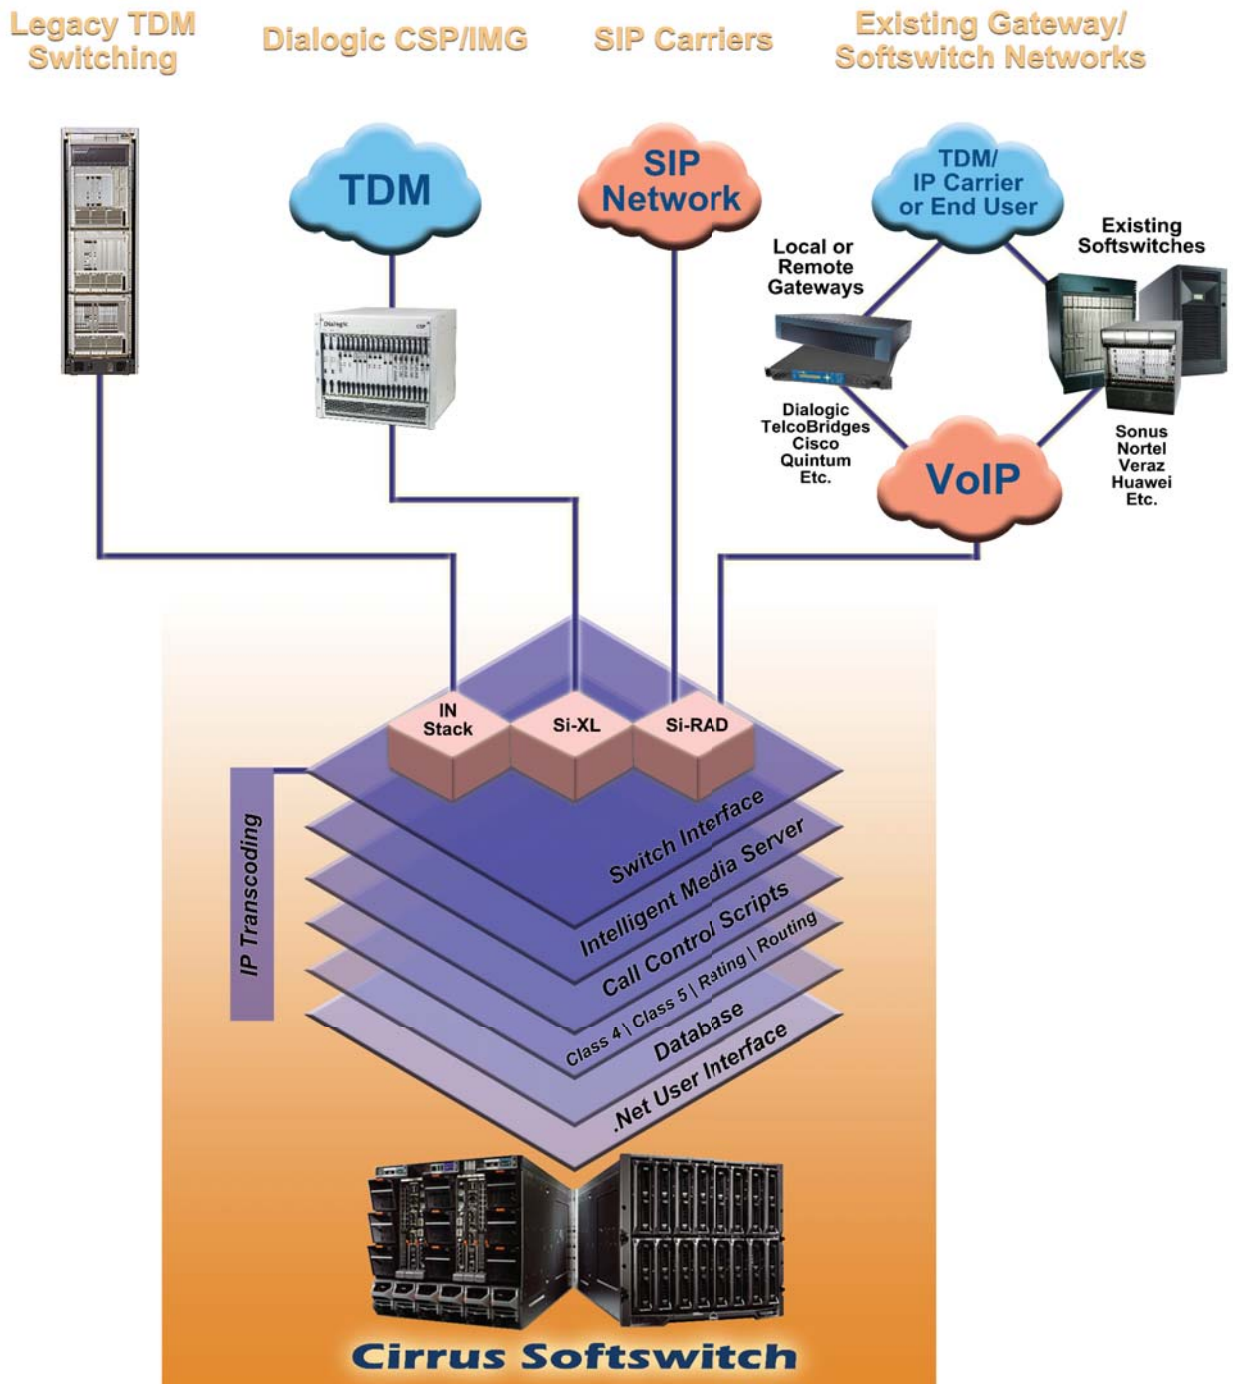 Legacy TDM
Switching
Dialogic CSP/IMG
SIP Carriers
Existing Gateway/
Softswitch Networks
TDM
SIP
Network
TDM/
IP Carrier
or End User
Local or
Remote
Gateways
Existing
Softswitches
Dialogic
CSP
Dialogic
TelcoBridges
Cisco
Quintum
Etc.
VoIP
Sonus
Nortel
Veraz
Huawei
Etc.
IN
Stack
Si-XL
Si-RAD
IP Transcoding
Switch Interface
Intelligent Media Server
Call Control Scripts
Class 4 | Class 5 | Rating | Routing
Database
.Net User Interface
Cirrus Softswitch